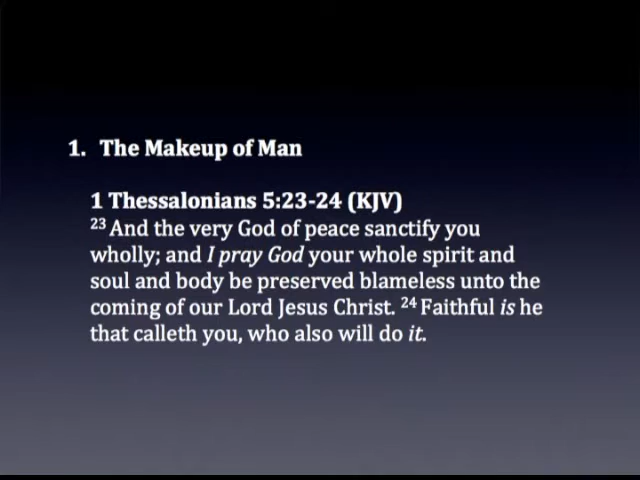 1. The Makeup of Man
1 Thessalonians 5:23-24 (KJV)
23 And the very God of peace sanctify you
wholly; and I pray God your whole spirit and
soul and body be preserved blameless unto the
coming of our Lord Jesus Christ. 24 Faithful is he
that calleth you, who also will do it.